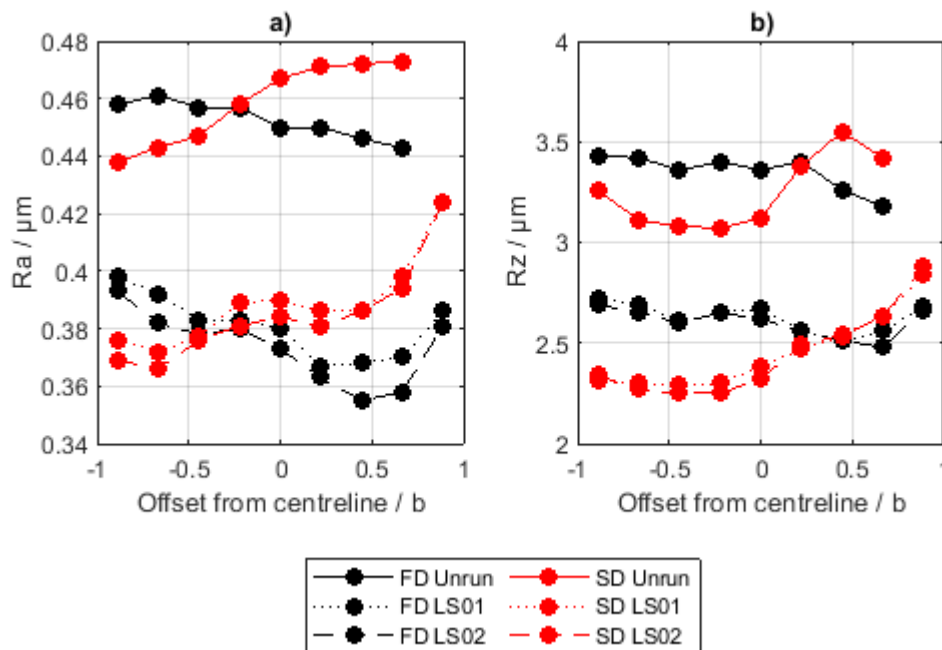 a)
0.48
0.46
0.44
0.42
0.4
0.38
0.36
0.34
Ra / µm
-1 -0.5 0 0.5 1
Offset from centreline / b
b)
4
3.5
3
2.5
2
Rz / µm
-1 -0.5 0 0.5 1
Offset from centreline / b
FD Unrun SD Unrun
FD LS01 SD LS01
FD LS02 SD LS02